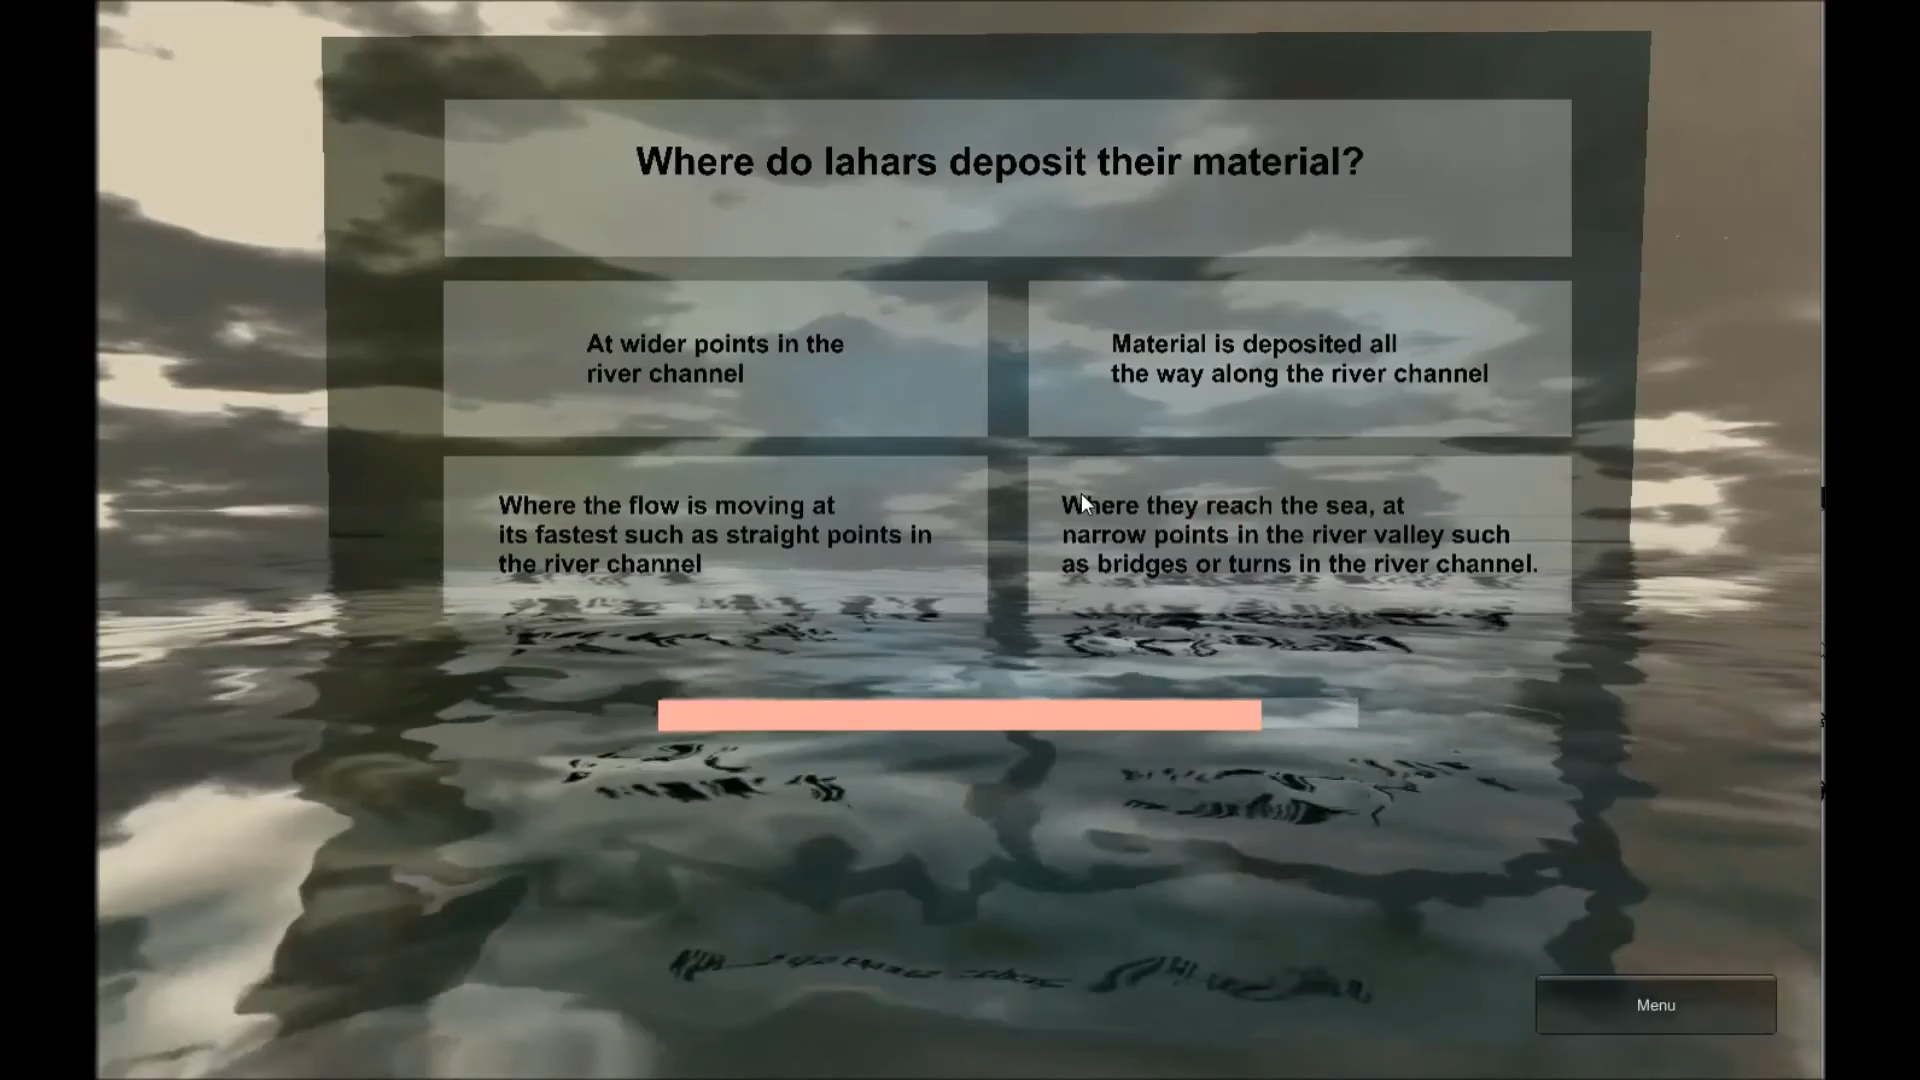 Where do lahars deposit their material?
At wider points in the
river channel
Material is deposited all
the way along the river channel
Where the flow is moving at
its fastest such as straight points in
the river channel
Where they reach the sea, at
narrow points in the river valley such
as bridges or turns in the river channel.
Menu